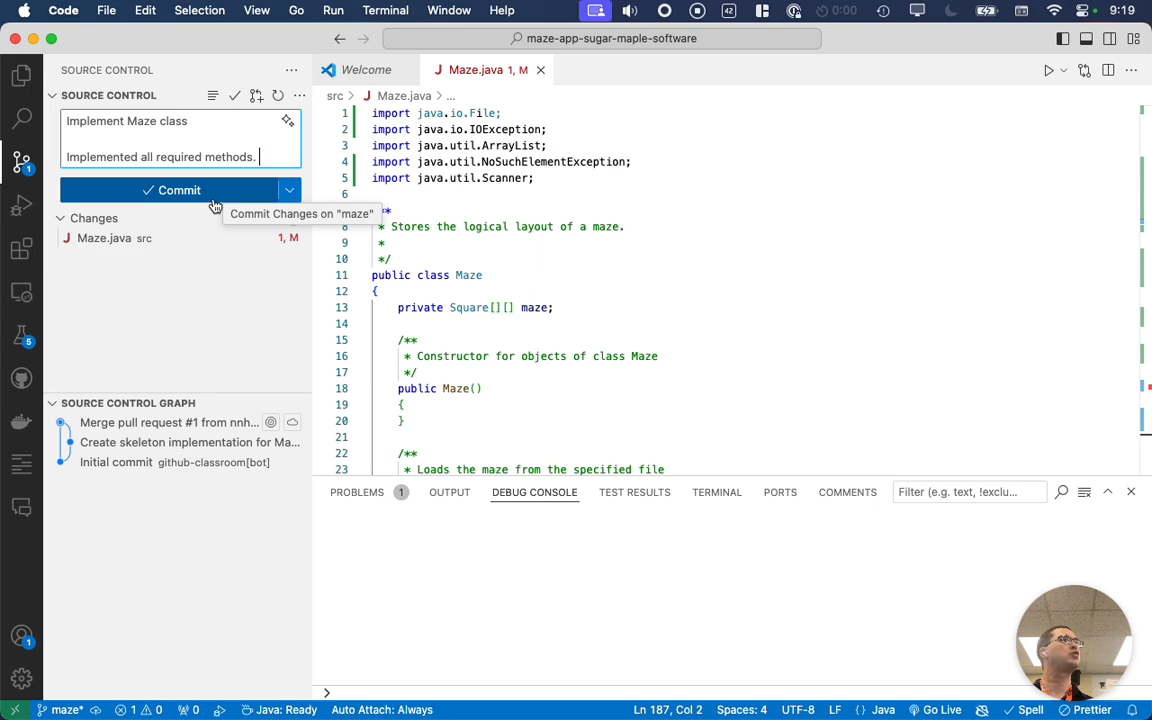 Code File Edit Selection View Go Run Terminal Window Help 42 0:00 9:19
maze-app-sugar-maple-software
SOURCE CONTROL
SOURCE CONTROL
Implement Maze class
Implemented all required methods.
Commit
Commit Changes on "maze"
Changes
J Maze.java src 1, M
1
5
SOURCE CONTROL GRAPH
Merge pull request #1 from nnh...
Create skeleton implementation for Ma...
Initial commit github-classroom[bot]
1
Welcome
J Maze.java 1, M
src > J Maze.java > ...
1 import java.io.File;
2 import java.io.IOException;
3 import java.util.ArrayList;
4 import java.util.NoSuchElementException;
5 import java.util.Scanner;
6
**
8 * Stores the logical layout of a maze.
9 *
10 */
11 public class Maze
12 {
13 private Square[][] maze;
14
15 /**
16 * Constructor for objects of class Maze
17 */
18 public Maze()
19 {
20 }
21
22 /**
23 * Loads the maze from the specified file
PROBLEMS 1 OUTPUT DEBUG CONSOLE TEST RESULTS TERMINAL PORTS COMMENTS Filter (e.g. text, !exclu...
>
maze* 1 0 0 Java: Ready Auto Attach: Always Ln 187, Col 2 Spaces: 4 UTF-8 LF {} Java Go Live Spell Prettier